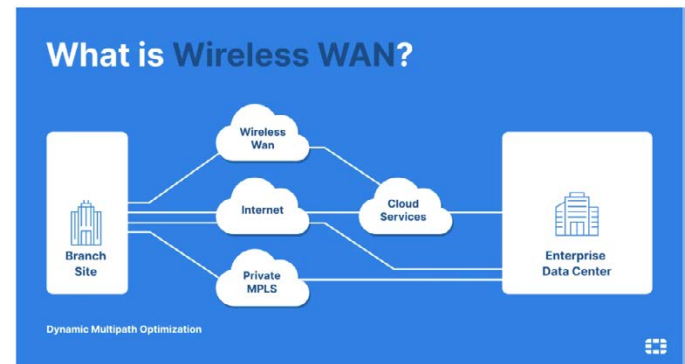 What is Wireless WAN?
Wireless
Wan
Internet
Cloud
Services
Private
MPLS
Branch
Site
Enterprise
Data Center
Dynamic Multipath Optimization